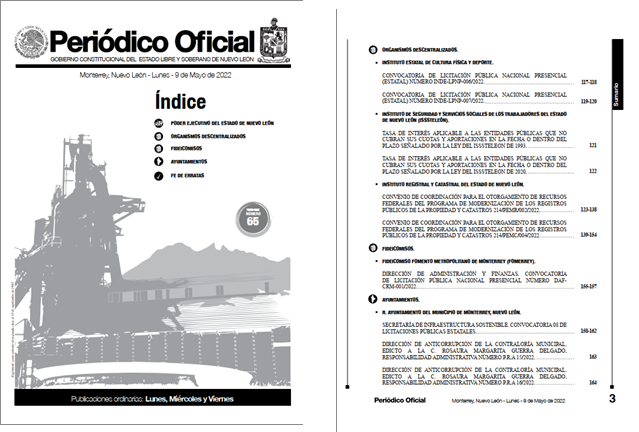 Periódico Oficial
GOBIERNO CONSTITUCIONAL DEL ESTADO LIBRE Y SOBERANO DE NUEVO LEÓN
Monterrey, Nuevo León - Lunes - 9 de Mayo de 2022
Índice
PODER EJECUTIVO DEL ESTADO DE NUEVO LEÓN
ORGANISMOS DESCENTRALIZADOS
FIDEICOMISOS
AYUNTAMIENTOS
FE DE ERRATAS
NÚMERO
65
Publicaciones ordinarias: Lunes, Miércoles y Viernes
ORGANISMOS DESCENTRALIZADOS.
• INSTITUTO ESTATAL DE CULTURA FÍSICA Y DEPORTE.
CONVOCATORIA DE LICITACIÓN PÚBLICA NACIONAL PRESENCIAL
(ESTATAL) NÚMERO INDE-LPNP-006/2022. 117-118
CONVOCATORIA DE LICITACIÓN PÚBLICA NACIONAL PRESENCIAL
(ESTATAL) NÚMERO INDE-LPNP-007/2022. 119-120
• INSTITUTO DE SEGURIDAD Y SERVICIOS SOCIALES DE LOS TRABAJADORES DEL ESTADO
DE NUEVO LEÓN (ISSSTELEÓN).
TASA DE INTERÉS APLICABLE A LAS ENTIDADES PÚBLICAS QUE NO
CUBRAN SUS CUOTAS Y APORTACIONES EN LA FECHA O DENTRO DEL
PLAZO SEÑALADO POR LA LEY DEL ISSSTELEON DE 1993. 121
TASA DE INTERÉS APLICABLE A LAS ENTIDADES PÚBLICAS QUE NO
CUBRAN SUS CUOTAS Y APORTACIONES EN LA FECHA O DENTRO DEL
PLAZO SEÑALADO POR LA LEY DEL ISSSTELEON DE 2020. 122
• INSTITUTO REGISTRAL Y CATASTRAL DEL ESTADO DE NUEVO LEÓN.
CONVENIO DE COORDINACIÓN PARA EL OTORGAMIENTO DE RECURSOS
FEDERALES DEL PROGRAMA DE MODERNIZACIÓN DE LOS REGISTROS
PÚBLICOS DE LA PROPIEDAD Y CATASTROS 214/PEMR/002/2022. 123-138
CONVENIO DE COORDINACIÓN PARA EL OTORGAMIENTO DE RECURSOS
FEDERALES DEL PROGRAMA DE MODERNIZACIÓN DE LOS REGISTROS
PÚBLICOS DE LA PROPIEDAD Y CATASTROS 214/PEMC/004/2022. 139-154
FIDEICOMISOS.
• FIDEICOMISO FOMENTO METROPOLITANO DE MONTERREY (FOMERREY).
DIRECCIÓN DE ADMINISTRACIÓN Y FINANZAS. CONVOCATORIA
DE LICITACIÓN PÚBLICA NACIONAL PRESENCIAL NÚMERO DAF-
CRM-001/2022.
AYUNTAMIENTOS.
• R. AYUNTAMIENTO DEL MUNICIPIO DE MONTERREY, NUEVO LEÓN.
SECRETARÍA DE INFRAESTRUCTURA SOSTENIBLE. CONVOCATORIA 01 DE
LICITACIONES PÚBLICAS ESTATALES.
DIRECCIÓN DE ANTICORRUPCIÓN DE LA CONTRALORÍA MUNICIPAL.
EDICTO A LA C. ROSAURA MARGARITA GUERRA DELGADO.
RESPONSABILIDAD ADMINISTRATIVA NÚMERO P.R.A 15/2022. 163
DIRECCIÓN DE ANTICORRUPCIÓN DE LA CONTRALORÍA MUNICIPAL.
EDICTO A LA C. ROSAURA MARGARITA GUERRA DELGADO.
RESPONSABILIDAD ADMINISTRATIVA NÚMERO P.R.A 16/2022. 164
Sumario
Periódico Oficial Monterrey, Nuevo León - Lunes - 9 de Mayo de 2022 3